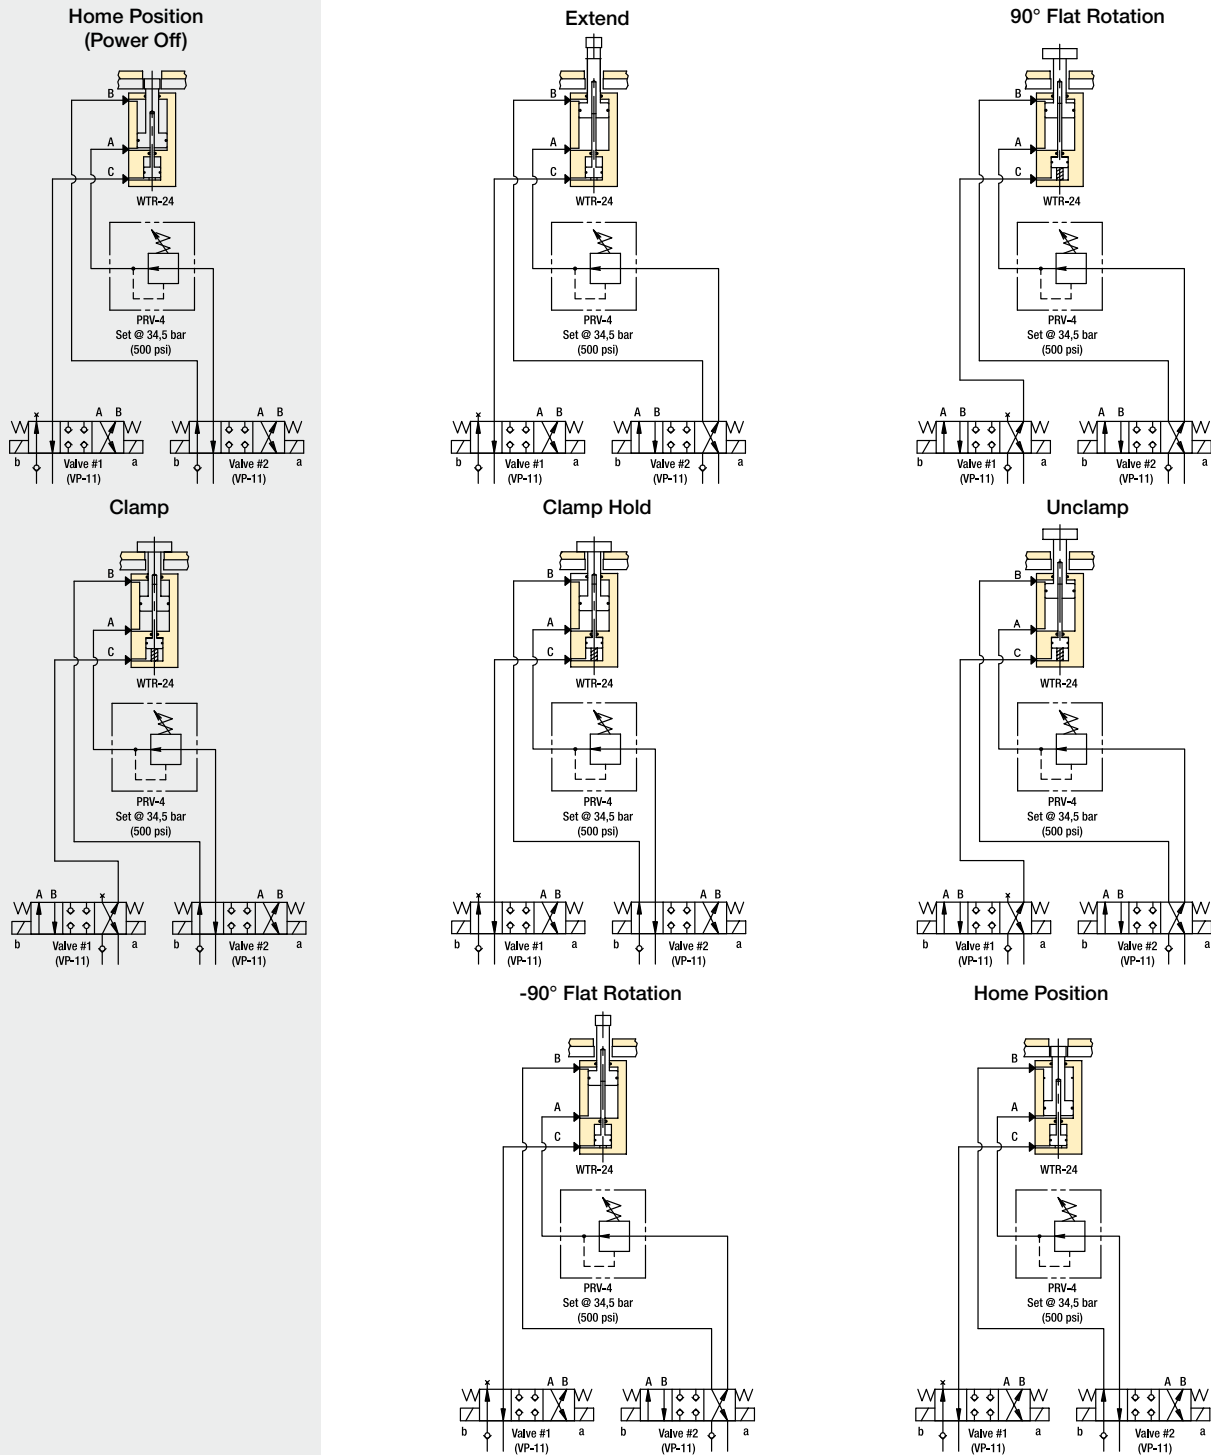 Home Position
(Power Off)
B
A
C
WTR-24
PRV-4
Set @ 34,5 bar
(500 psi)
A B
A B
b
Valve #1
(VP-11)
a
b
Valve #2
(VP-11)
a
Extend
B
A
C
WTR-24
PRV-4
Set @ 34,5 bar
(500 psi)
A B
A B
b
Valve #1
(VP-11)
a
b
Valve #2
(VP-11)
a
90° Flat Rotation
B
A
C
WTR-24
PRV-4
Set @ 34,5 bar
(500 psi)
A B
A B
b
Valve #1
(VP-11)
a
b
Valve #2
(VP-11)
a
Clamp
B
A
C
WTR-24
PRV-4
Set @ 34,5 bar
(500 psi)
A B
A B
b
Valve #1
(VP-11)
a
b
Valve #2
(VP-11)
a
Clamp Hold
B
A
C
WTR-24
PRV-4
Set @ 34,5 bar
(500 psi)
A B
A B
b
Valve #1
(VP-11)
a
b
Valve #2
(VP-11)
a
Unclamp
B
A
C
WTR-24
PRV-4
Set @ 34,5 bar
(500 psi)
A B
A B
b
Valve #1
(VP-11)
a
b
Valve #2
(VP-11)
a
-90° Flat Rotation
B
A
C
WTR-24
PRV-4
Set @ 34,5 bar
(500 psi)
A B
A B
b
Valve #1
(VP-11)
a
b
Valve #2
(VP-11)
a
Home Position
B
A
C
WTR-24
PRV-4
Set @ 34,5 bar
(500 psi)
A B
A B
b
Valve #1
(VP-11)
a
b
Valve #2
(VP-11)
a